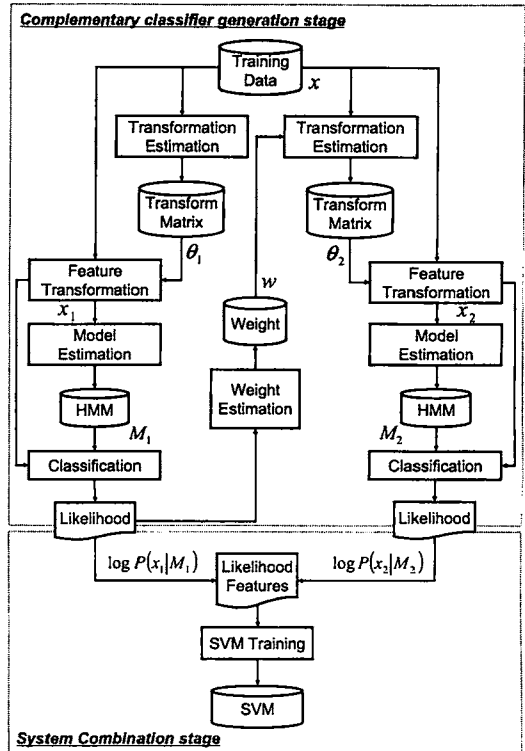 Complementary classifier generation stage
Training
Data
x
Transformation
Estimation
Transformation
Estimation
Transform
Matrix
Transform
Matrix
θ₁
θ₂
Feature
Transformation
w
Feature
Transformation
x₁
x₂
Model
Estimation
Weight
Model
Estimation
HMM
Weight
Estimation
HMM
M₁
M₂
Classification
Classification
Likelihood
Likelihood
log P(x₁|M₁)
Likelihood
Features
log P(x₂|M₂)
SVM Training
SVM
System Combination stage